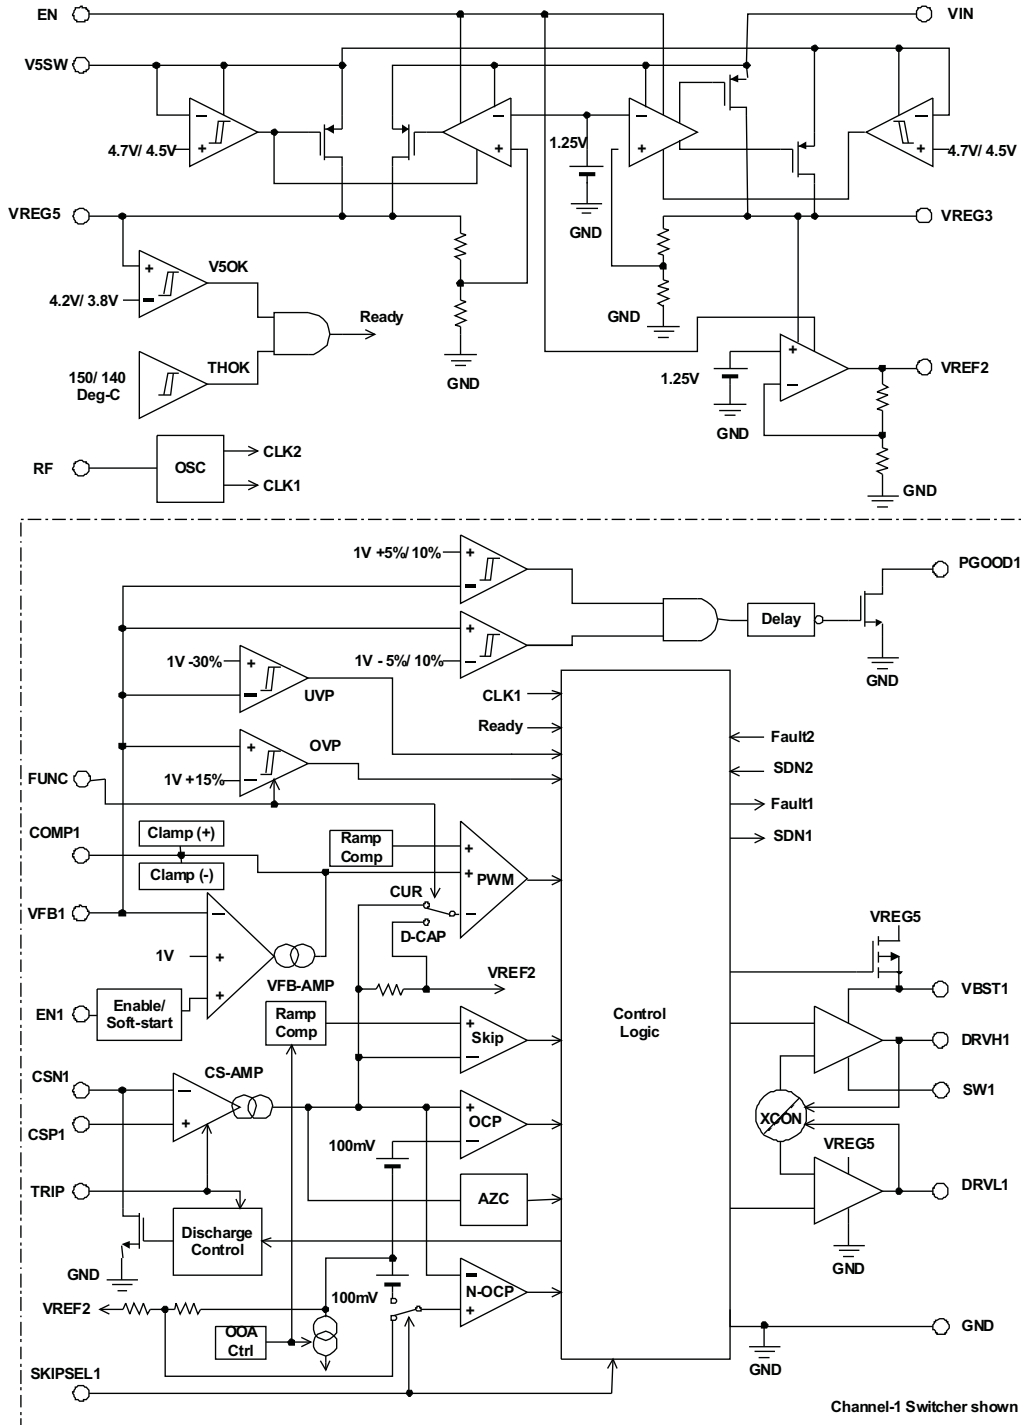 EN
VIN
V5SW
4.7V/ 4.5V
1.25V
4.7V/ 4.5V
GND
VREG5
VREG3
V5OK
4.2V/ 3.8V
Ready
THOK
150/ 140
Deg-C
GND
GND
1.25V
VREF2
GND
RF
OSC
CLK2
CLK1
GND
1V +5%/ 10%
PGOOD1
Delay
1V - 5%/ 10%
GND
1V -30%
UVP
CLK1
Ready
OVP
1V +15%
FUNC
Fault2
SDN2
Fault1
SDN1
COMP1
Clamp (+)
Clamp (-)
Ramp
Comp
PWM
CUR
D-CAP
VFB1
1V
VFB-AMP
VREF2
VREG5
EN1
Enable/
Soft-start
Ramp
Comp
Skip
Control
Logic
VBST1
DRVH1
SW1
CSN1
CS-AMP
CSP1
OCP
100mV
XCON
VREG5
TRIP
AZC
DRVL1
Discharge
Control
GND
GND
VREF2
100mV
N-OCP
OOA
Ctrl
GND
GND
SKIPSEL1
Channel-1 Switcher shown